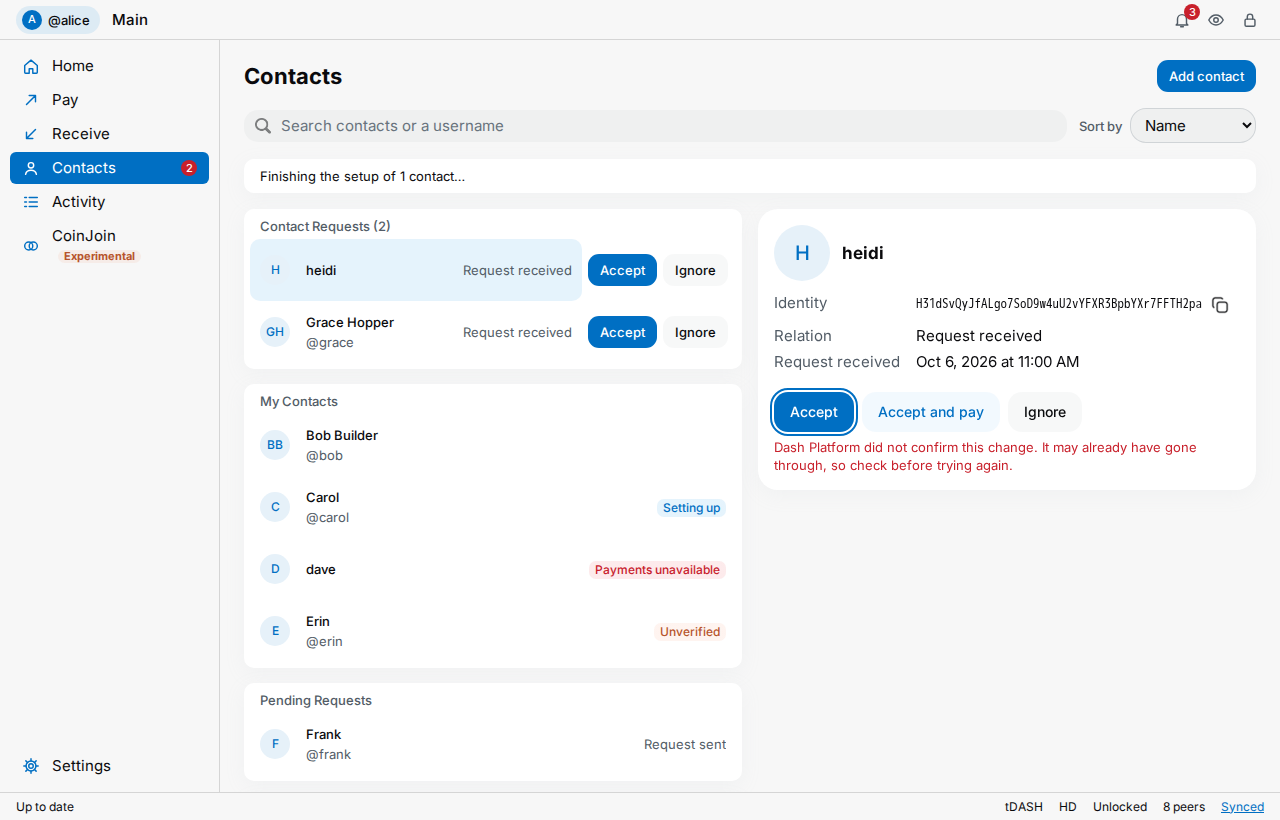 A @alice Main 3
Home
Pay
Receive
Contacts 2
Activity
CoinJoin
Experimental
Settings
Contacts
Add contact
Search contacts or a username
Sort by Name
Finishing the setup of 1 contact...
Contact Requests (2)
H heidi Request received Accept Ignore
GH Grace Hopper
@grace
Request received Accept Ignore
My Contacts
BB Bob Builder
@bob
C Carol
@carol
Setting up
D dave Payments unavailable
E Erin
@erin
Unverified
Pending Requests
F Frank
@frank
Request sent
H heidi
Identity H31dSvQyJfALgo7SoD9w4uU2vYFXR3BpbYXr7FFTH2pa
Relation Request received
Request received Oct 6, 2026 at 11:00 AM
Accept Accept and pay Ignore
Dash Platform did not confirm this change. It may already have gone
through, so check before trying again.
Up to date tDASH HD Unlocked 8 peers Synced